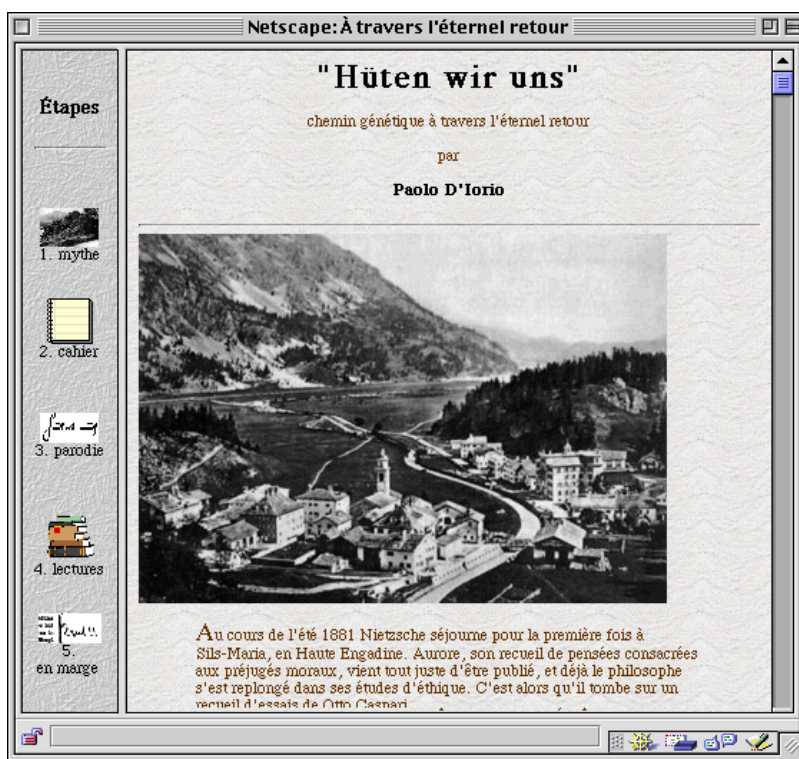 Netscape: À travers l'éternel retour
Étapes
1. mythe
2. cahier
3. parodie
4. lectures
5.
en marge
"Hüten wir uns"
chemin génétique à travers l'éternel retour
par
Paolo D'Iorio
Au cours de l'été 1881 Nietzsche séjourne pour la première fois à
Sils-Maria, en Haute Engadine. Aurore, son recueil de pensées consacrées
aux préjugés moraux, vient tout juste d'être publié, et déjà le philosophe
s'est replongé dans ses études d'éthique. C'est alors qu'il tombe sur un
recueil d'essais de Otto Caspari